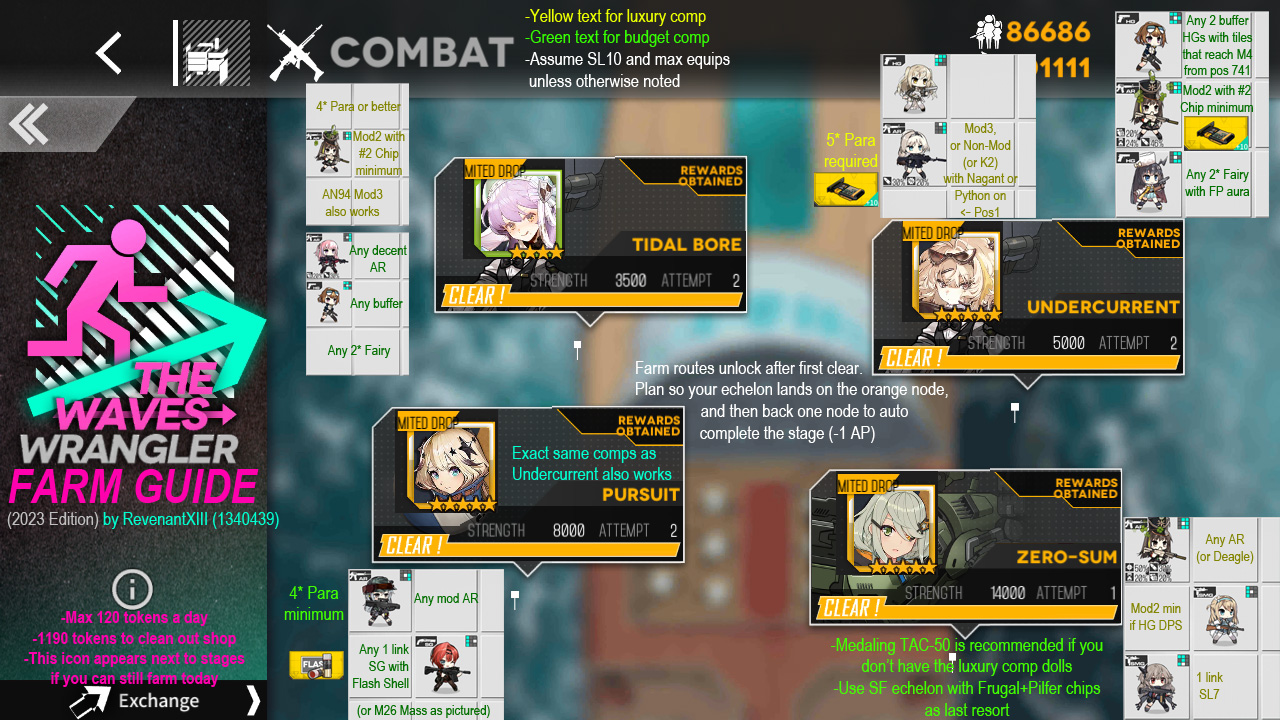 COMBAT
-Yellow text for luxury comp
-Green text for budget comp
-Assume SL10 and max equips
unless otherwise noted
86686
1111
Any 2 buffer
HGs with tiles
that reach M4
from pos 741
Mod2 with #2
Chip minimum
Any 2* Fairy
with FP aura
4* Para or better
Mod2 with
#2 Chip
minimum
AN94 Mod3
also works
Any decent
AR
Any buffer
Any 2* Fairy
MITED DROP
REWARDS
OBTAINED
TIDAL BORE
STRENGTH 3500 ATTEMPT 2
CLEAR !
5* Para
required
Mod3,
or Non-Mod
(or K2)
with Nagant or
Python on
<- Pos1
MITED DROP
REWARDS
OBTAINED
UNDERCURRENT
STRENGTH 5000 ATTEMPT 2
CLEAR !
Farm routes unlock after first clear.
Plan so your echelon lands on the orange node,
and then back one node to auto
complete the stage (-1 AP)
THE
WAVES
WRANGLER
FARM GUIDE
(2023 Edition) by RevenantXIII (1340439)
-Max 120 tokens a day
-1190 tokens to clean out shop
-This icon appears next to stages
if you can still farm today
Exchange
MITED DROP
REWARDS
OBTAINED
Exact same comps as
Undercurrent also works
PURSUIT
STRENGTH 8000 ATTEMPT 2
CLEAR !
4* Para
minimum
Any mod AR
Any 1 link
SG with
Flash Shell
(or M26 Mass as pictured)
MITED DROP
REWARDS
OBTAINED
ZERO-SUM
STRENGTH 14000 ATTEMPT 1
CLEAR !
Any AR
(or Deagle)
Mod2 min
if HG DPS
1 link
SL7
-Medaling TAC-50 is recommended if you
don't have the luxury comp dolls
-Use SF echelon with Frugal+Pilfer chips
as last resort